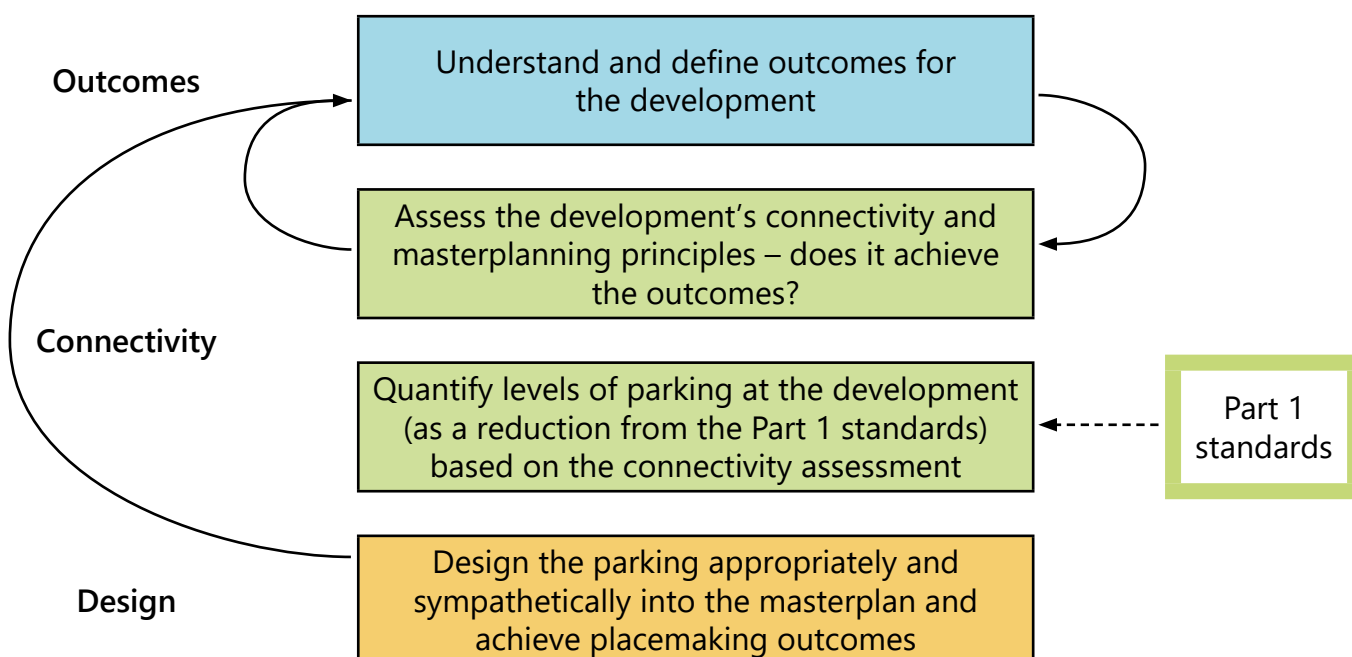 Outcomes
Understand and define outcomes for
the development
Assess the development’s connectivity and
masterplanning principles – does it achieve
the outcomes?
Connectivity
Quantify levels of parking at the development
(as a reduction from the Part 1 standards)
based on the connectivity assessment
Part 1
standards
Design
Design the parking appropriately and
sympathetically into the masterplan and
achieve placemaking outcomes